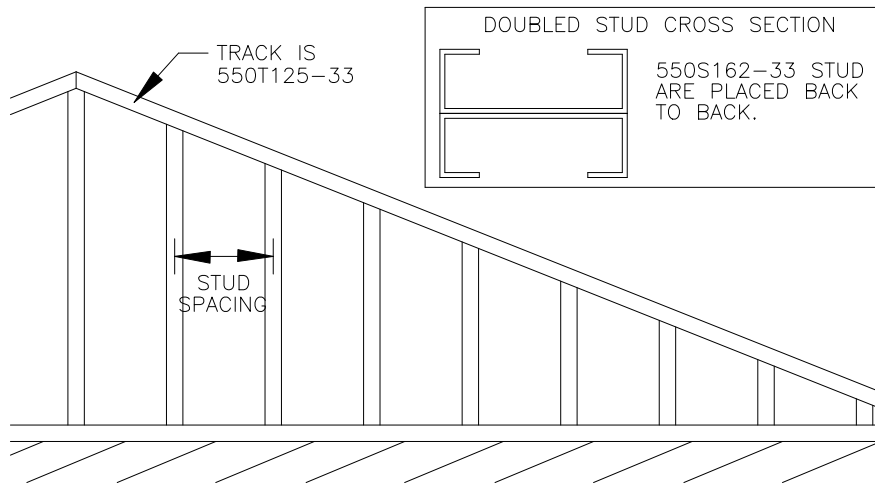 DOUBLED STUD CROSS SECTION
TRACK IS
550T125-33
550S162-33 STUD
ARE PLACED BACK
TO BACK.
STUD
SPACING